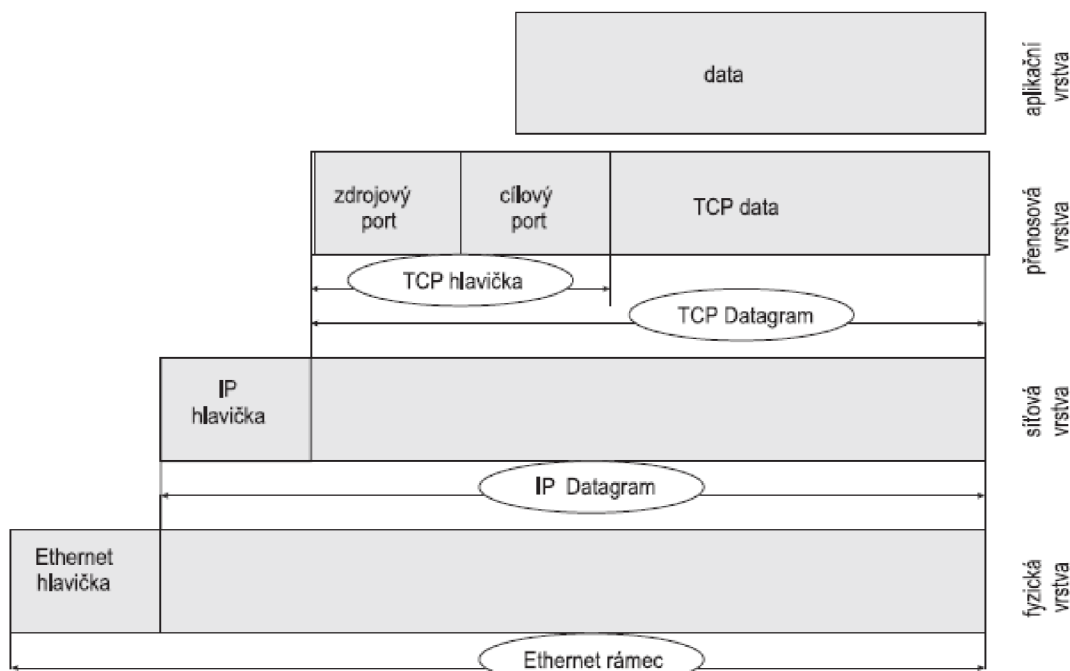 data
aplikační
vrstva
zdrojový
port
cílový
port
TCP data
přenosová
vrstva
TCP hlavička
TCP Datagram
IP
hlavička
síťová
vrstva
IP Datagram
Ethernet
hlavička
fyzická
vrstva
Ethernet rámec